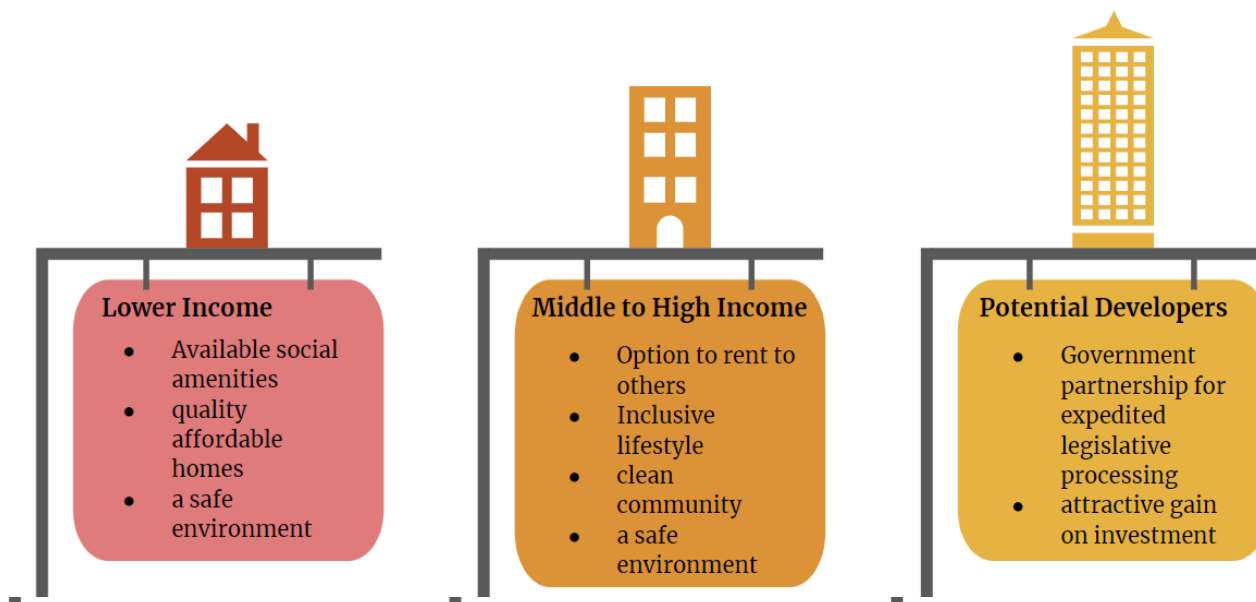 Lower Income
● Available social
amenities
● quality
affordable
homes
● a safe
environment
Middle to High Income
● Option to rent to
others
● Inclusive
lifestyle
● clean
community
● a safe
environment
Potential Developers
● Government
partnership for
expedited
legislative
processing
● attractive gain
on investment